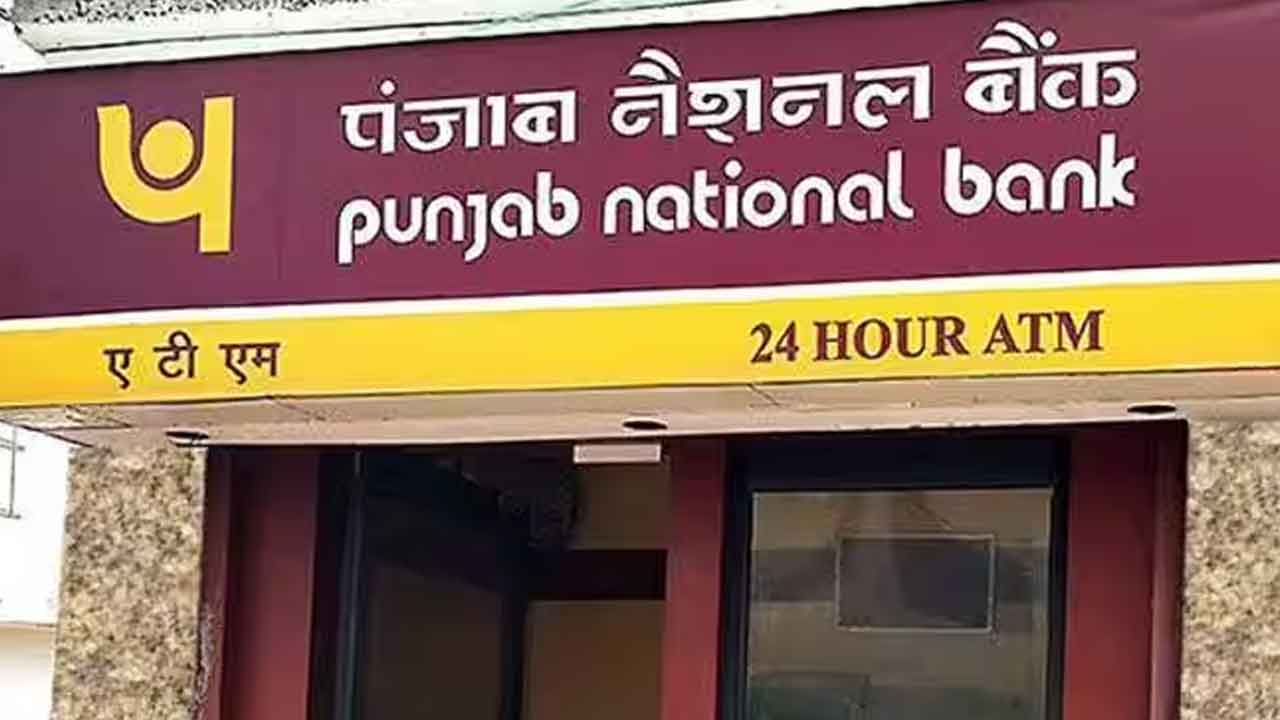 पंजाब नैशनल बैंक
punjab national bank
ए टी एम 24 HOUR ATM